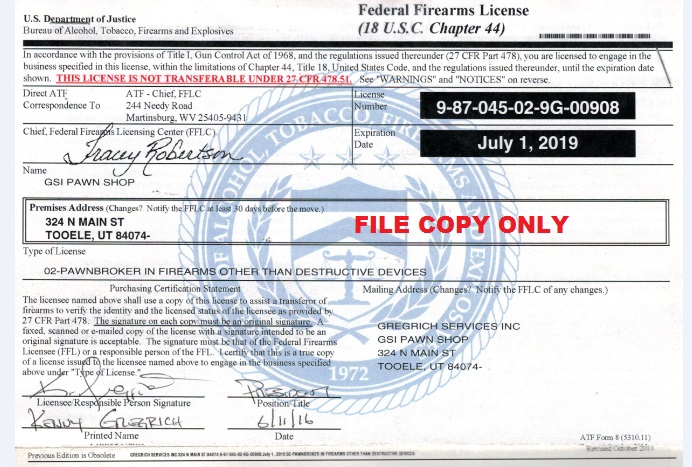 U.S. Department of Justice
Bureau of Alcohol, Tobacco, Firearms and Explosives
Federal Firearms License
(18 U.S.C. Chapter 44)
In accordance with the provisions of Title I, Gun Control Act of 1968, and the regulations issued thereunder (27 CFR Part 478), you are licensed to engage in the
business specified in this license, within the limitations of Chapter 44, Title 18, United States Code, and the regulations issued thereunder, until the expiration date
shown. THIS LICENSE IS NOT TRANSFERABLE UNDER 27 CFR 478.51. See "WARNINGS" and "NOTICES" on reverse.
Direct ATF
Correspondence To
ATF - Chief, FFLC
244 Needy Road
Martinsburg, WV 25405-9431
License
Number
9-87-045-02-9G-00908
Chief, Federal Firearms Licensing Center (FFLC)
Tracey Robertson
Expiration
Date
July 1, 2019
Name
GSI PAWN SHOP
Premises Address (Changes? Notify the FFLC at least 30 days before the move.)
324 N MAIN ST
TOOELE, UT 84074-
FILE COPY ONLY
Type of License
02-PAWNBROKER IN FIREARMS OTHER THAN DESTRUCTIVE DEVICES
Purchasing Certification Statement
The licensee named above shall use a copy of this license to assist a transferor of
firearms to verify the identity and the licensed status of the licensee as provided by
27 CFR Part 478. The signature on each copy must be an original signature. A
faxed, scanned or e-mailed copy of the license with a signature intended to be an
original signature is acceptable. The signature must be that of the Federal Firearms
Licensee (FFL) or a responsible person of the FFL. I certify that this is a true copy
of a license issued to the licensee named above to engage in the business specified
above under "Type of License."
Mailing Address (Changes? Notify the FFLC of any changes.)
GREGRICH SERVICES INC
GSI PAWN SHOP
324 N MAIN ST
TOOELE, UT 84074-
PRESIDENT
Licensee/Responsible Person Signature
Position Title
KENNY GREGRICH
6/11/16
Printed Name
Date
1972
ATF Form 8 (5310.11)
Revised October 2011
Previous Edition is Obsolete
GREGRICH SERVICES INC:324 N MAIN ST:84074:9-87-045-02-9G-00908:July 1, 2019:02-PAWNBROKER IN FIREARMS OTHER THAN DESTRUCTIVE DEVICES